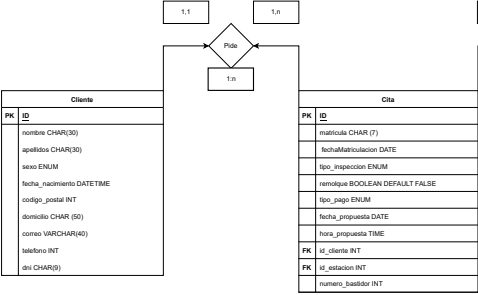 1,1
1,n
Pide
1:n
Cliente
PK ID
nombre CHAR(30)
apellidos CHAR(30)
sexo ENUM
fecha_nacimiento DATETIME
codigo_postal INT
domicilio CHAR (50)
correo VARCHAR(40)
telefono INT
dni CHAR(9)
Cita
PK ID
matricula CHAR (7)
fechaMatriculacion DATE
tipo_inspeccion ENUM
remolque BOOLEAN DEFAULT FALSE
tipo_pago ENUM
fecha_propuesta DATE
hora_propuesta TIME
FK id_cliente INT
FK id_estacion INT
numero_bastidor INT